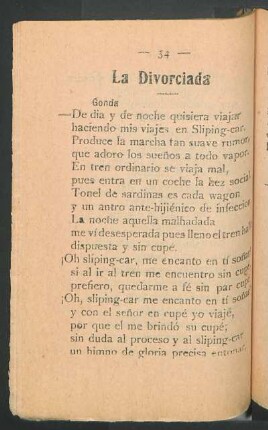 — 34 —
La Divorciada
Gonda
—De dia y de noche quisiera viajar
haciendo mis viajes en Sliping-car,
Produce la marcha tan suave rumor,
que adoro los sueños a todo vapor.
En tren ordinario se viaja mal,
pues entra en un coche la hez social
Tonel de sardinas es cada wagon
y un antro ante-hijiénico de infección
La noche aquella malhadada
me ví desesperada pues lleno el tren
dispuesta y sin cupe.
¡Oh sliping-car, me encanto en tí soñar
si al ir al tren me encuentro sin cupé
prefiero, quedarme a fé sin par
¡Oh, sliping-car me encanto en tí soñar
y con el señor en cupé yo viajé,
por que el me brindó su cupé;
sin duda al proceso y al sliping-car
un himno de gloria precisa entonar.